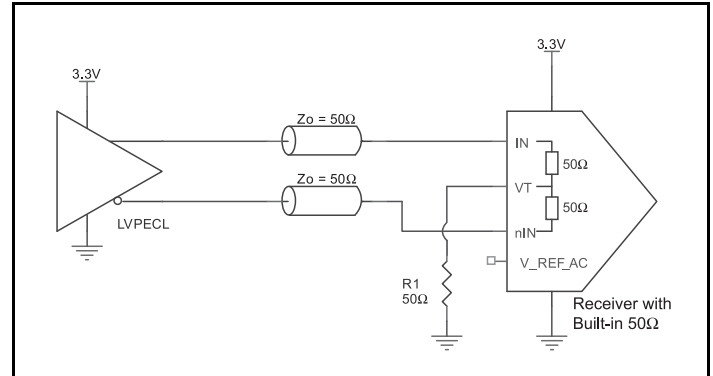 3.3V
3.3V
Zo = 50Ω
IN
50Ω
Zo = 50Ω
VT
50Ω
LVPECL
nIN
V_REF_AC
R1
50Ω
Receiver with
Built-in 50Ω